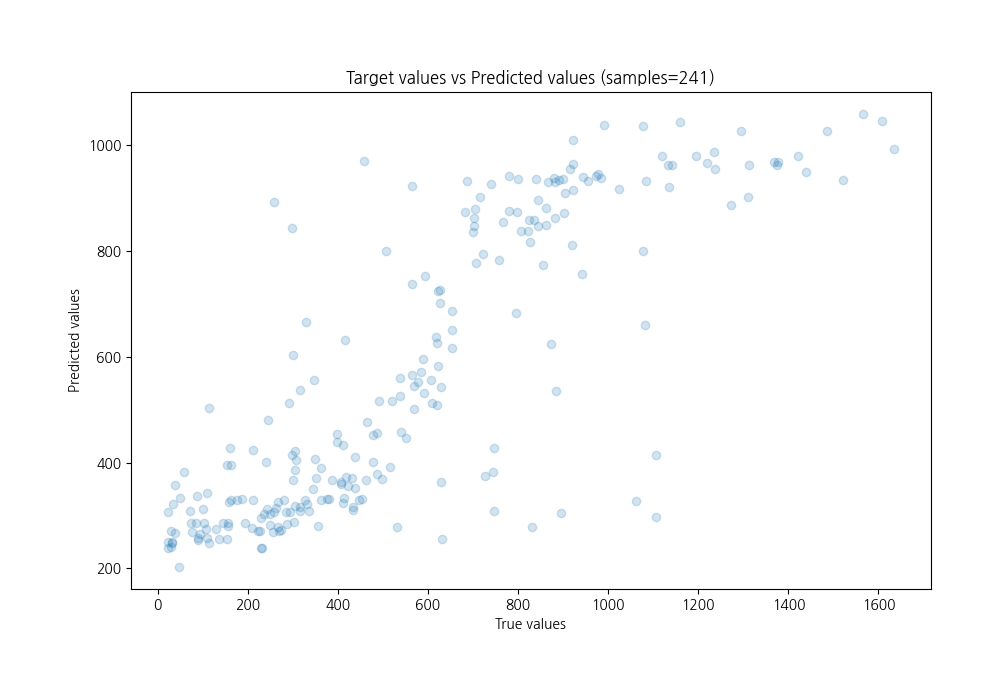 Target values vs Predicted values (samples=241)
1000
800
600
400
200
Predicted values
0 200 400 600 800 1000 1200 1400 1600
True values